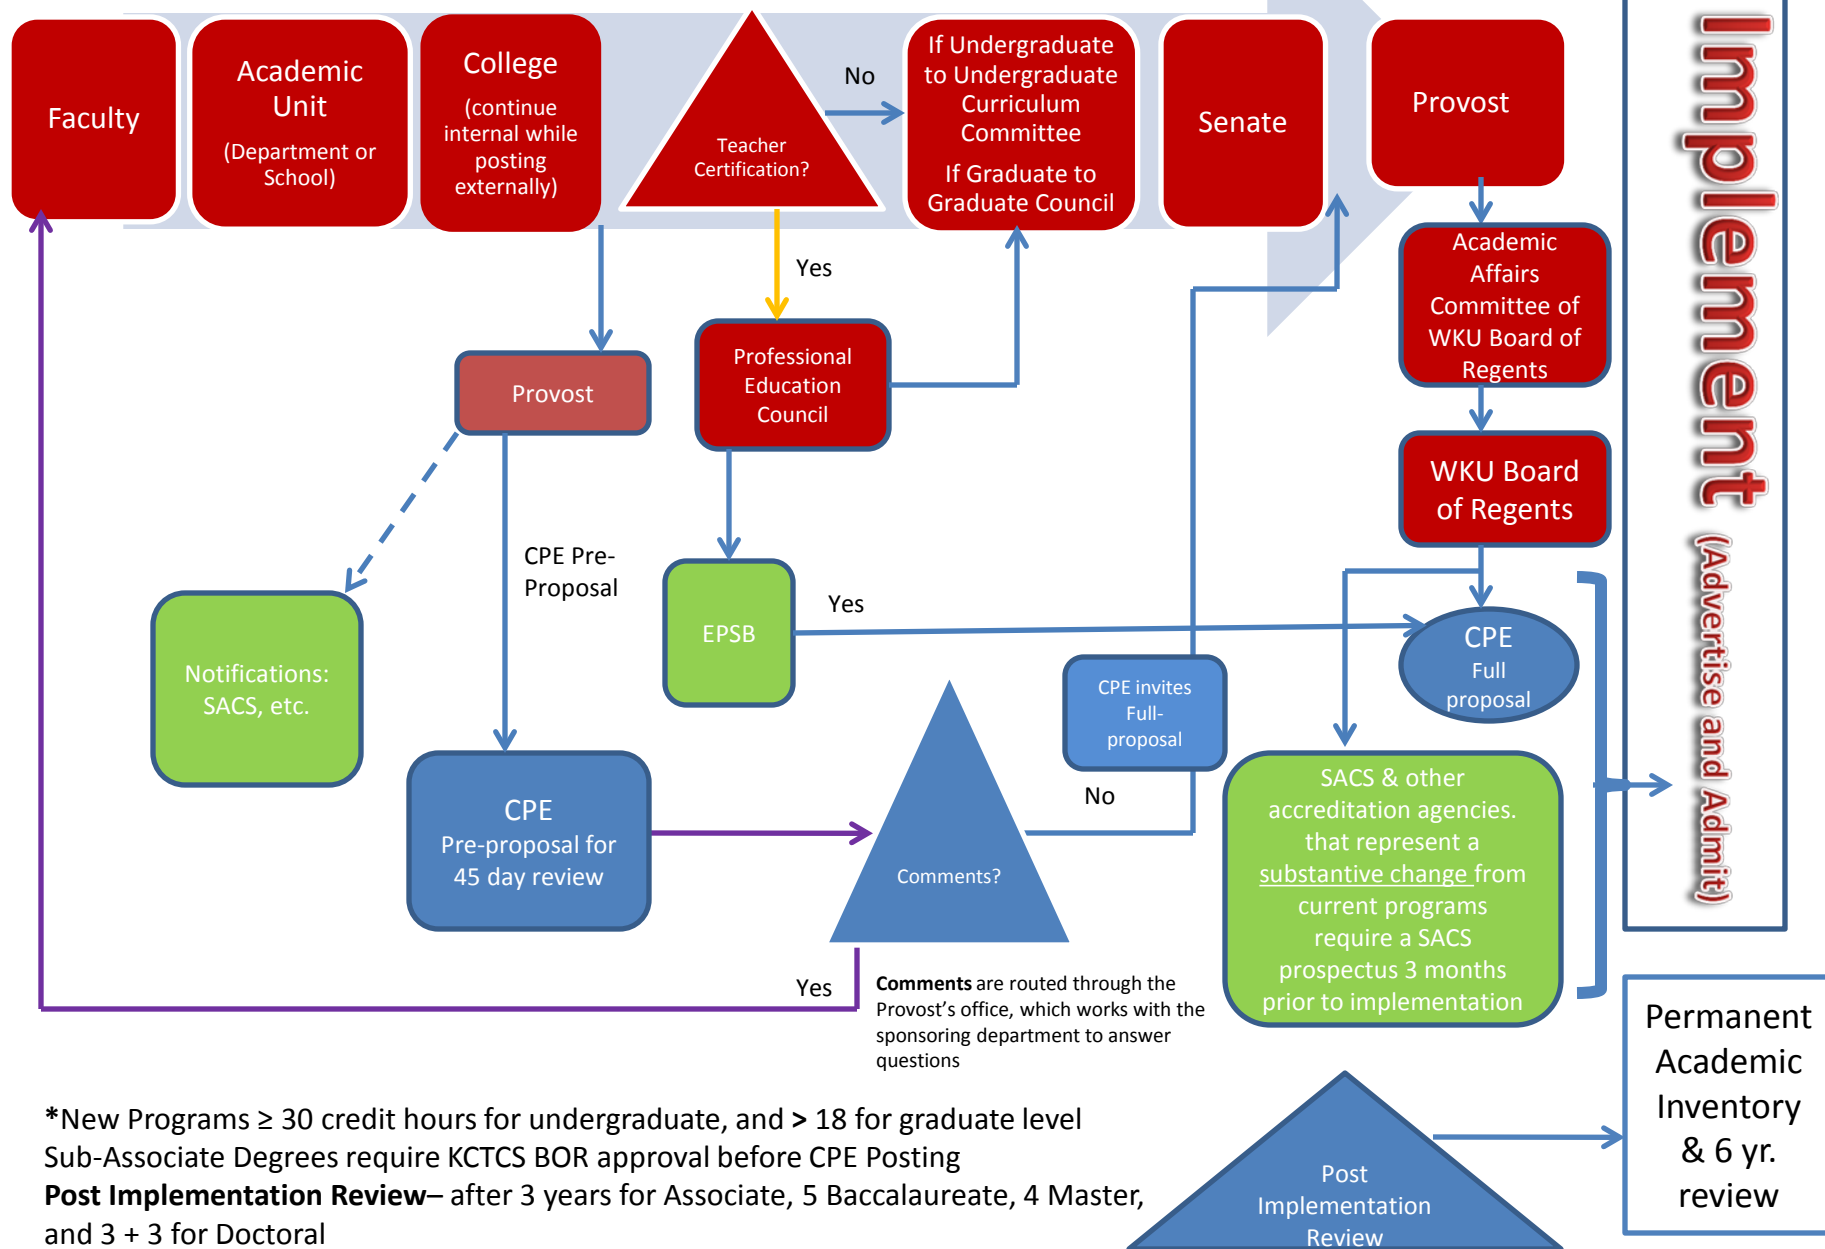 Faculty
Academic
Unit
(Department or
School)
College
(continue
internal while
posting
externally)
Teacher
Certification?
No
If Undergraduate
to Undergraduate
Curriculum
Committee
If Graduate to
Graduate Council
Senate
Provost
Implement (Advertise and Admit)
Yes
Academic
Affairs
Committee of
WKU Board of
Regents
Professional
Education
Council
Provost
WKU Board
of Regents
CPE Pre-
Proposal
EPSB
Yes
CPE
Full
proposal
Notifications:
SACS, etc.
CPE invites
Full-
proposal
No
CPE
Pre-proposal for
45 day review
Comments?
SACS & other
accreditation agencies.
that represent a
substantive change from
current programs
require a SACS
prospectus 3 months
prior to implementation
Yes
Comments are routed through the
Provost’s office, which works with the
sponsoring department to answer
questions
Permanent
Academic
Inventory
& 6 yr.
review
Post
Implementation
Review
*New Programs ≥ 30 credit hours for undergraduate, and > 18 for graduate level
Sub-Associate Degrees require KCTCS BOR approval before CPE Posting
Post Implementation Review– after 3 years for Associate, 5 Baccalaureate, 4 Master,
and 3 + 3 for Doctoral